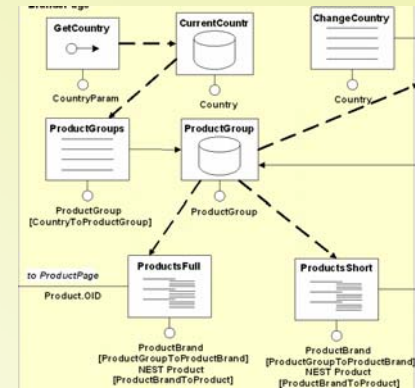 GetCountry
CurrentCountr
ChangeCountry
CountryParam
Country
Country
ProductGroups
ProductGroup
ProductGroup
[CountryToProductGroup]
ProductGroup
to ProductPage
Product.OID
ProductsFull
ProductsShort
ProductBrand
[ProductGroupToProductBrand]
NEST Product
[ProductBrandToProduct]
ProductBrand
[ProductGroupToProductBrand]
NEST Product
[ProductBrandToProduct]